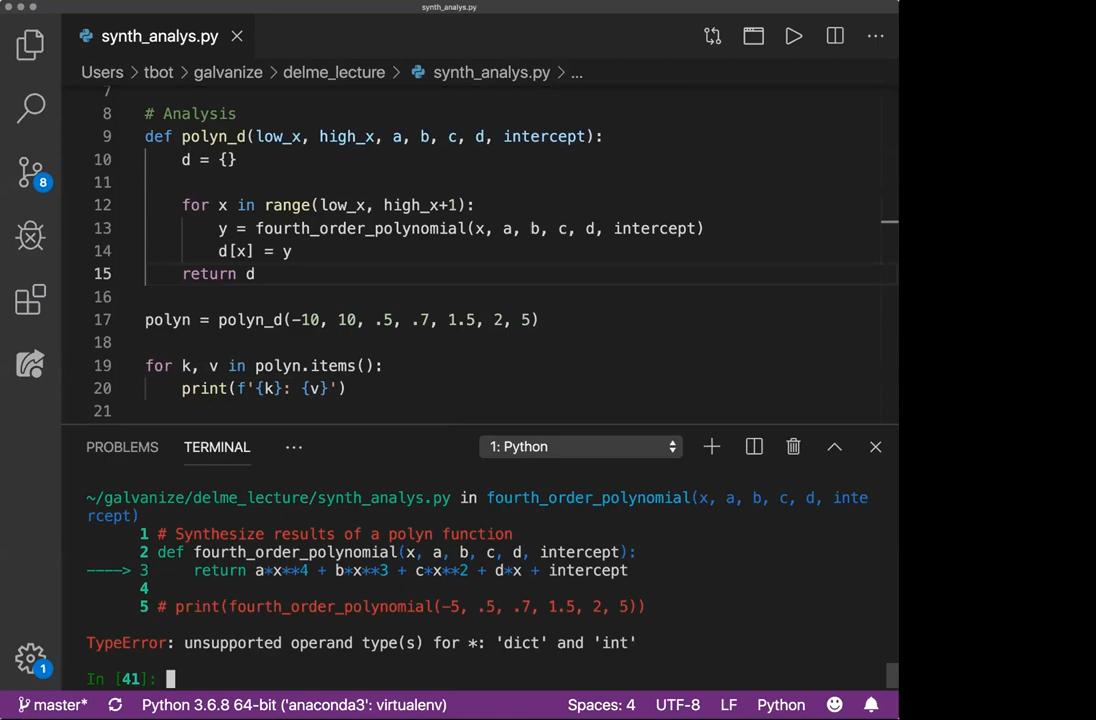 synth_analys.py
synth_analys.py
Users > tbot > galvanize > delme_lecture > synth_analys.py > ...
7
8 # Analysis
9 def polyn_d(low_x, high_x, a, b, c, d, intercept):
10 d = {}
11
12 for x in range(low_x, high_x+1):
13 y = fourth_order_polynomial(x, a, b, c, d, intercept)
14 d[x] = y
15 return d
16
17 polyn = polyn_d(-10, 10, .5, .7, 1.5, 2, 5)
18
19 for k, v in polyn.items():
20 print(f'{k}: {v}')
21
8
PROBLEMS TERMINAL ... 1: Python
~/galvanize/delme_lecture/synth_analys.py in fourth_order_polynomial(x, a, b, c, d, inte
rcept)
1 # Synthesize results of a polyn function
2 def fourth_order_polynomial(x, a, b, c, d, intercept):
----> 3 return a*x**4 + b*x**3 + c*x**2 + d*x + intercept
4
5 # print(fourth_order_polynomial(-5, .5, .7, 1.5, 2, 5))
TypeError: unsupported operand type(s) for *: 'dict' and 'int'
In [41]:
1
master* Python 3.6.8 64-bit ('anaconda3': virtualenv) Spaces: 4 UTF-8 LF Python